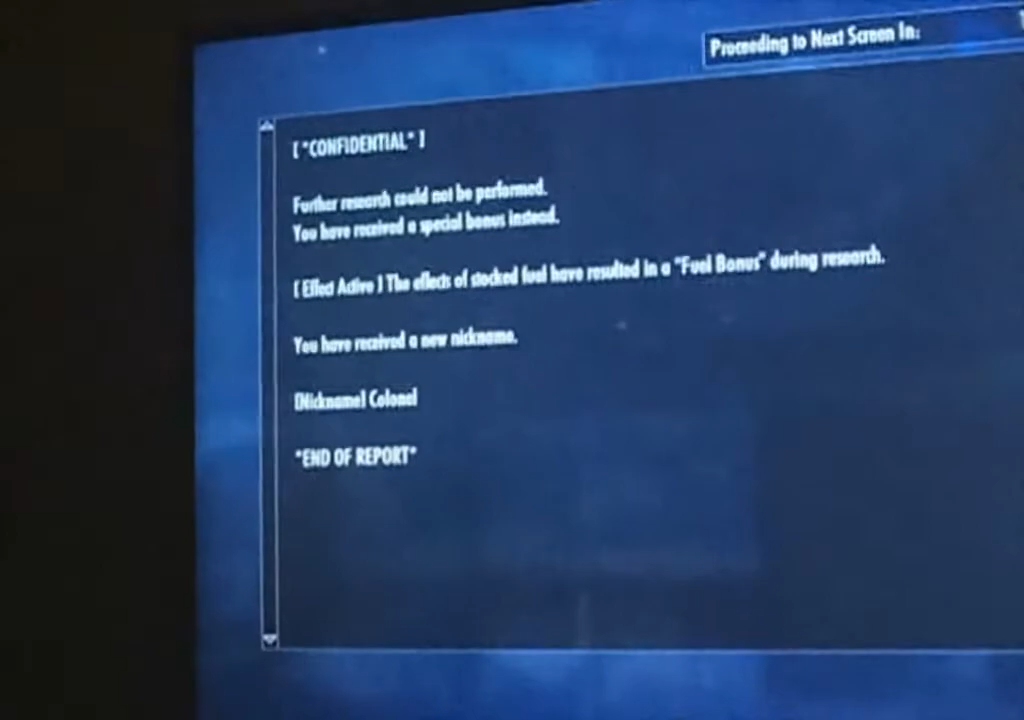 Proceeding to Next Screen In:
[ *CONFIDENTIAL* ]
Further research could not be performed.
You have received a special bonus instead.
[ Effect Active ] The effects of stocked fuel have resulted in a "Fuel Bonus" during research.
You have received a new nickname.
[Nickname] Colonel
*END OF REPORT*